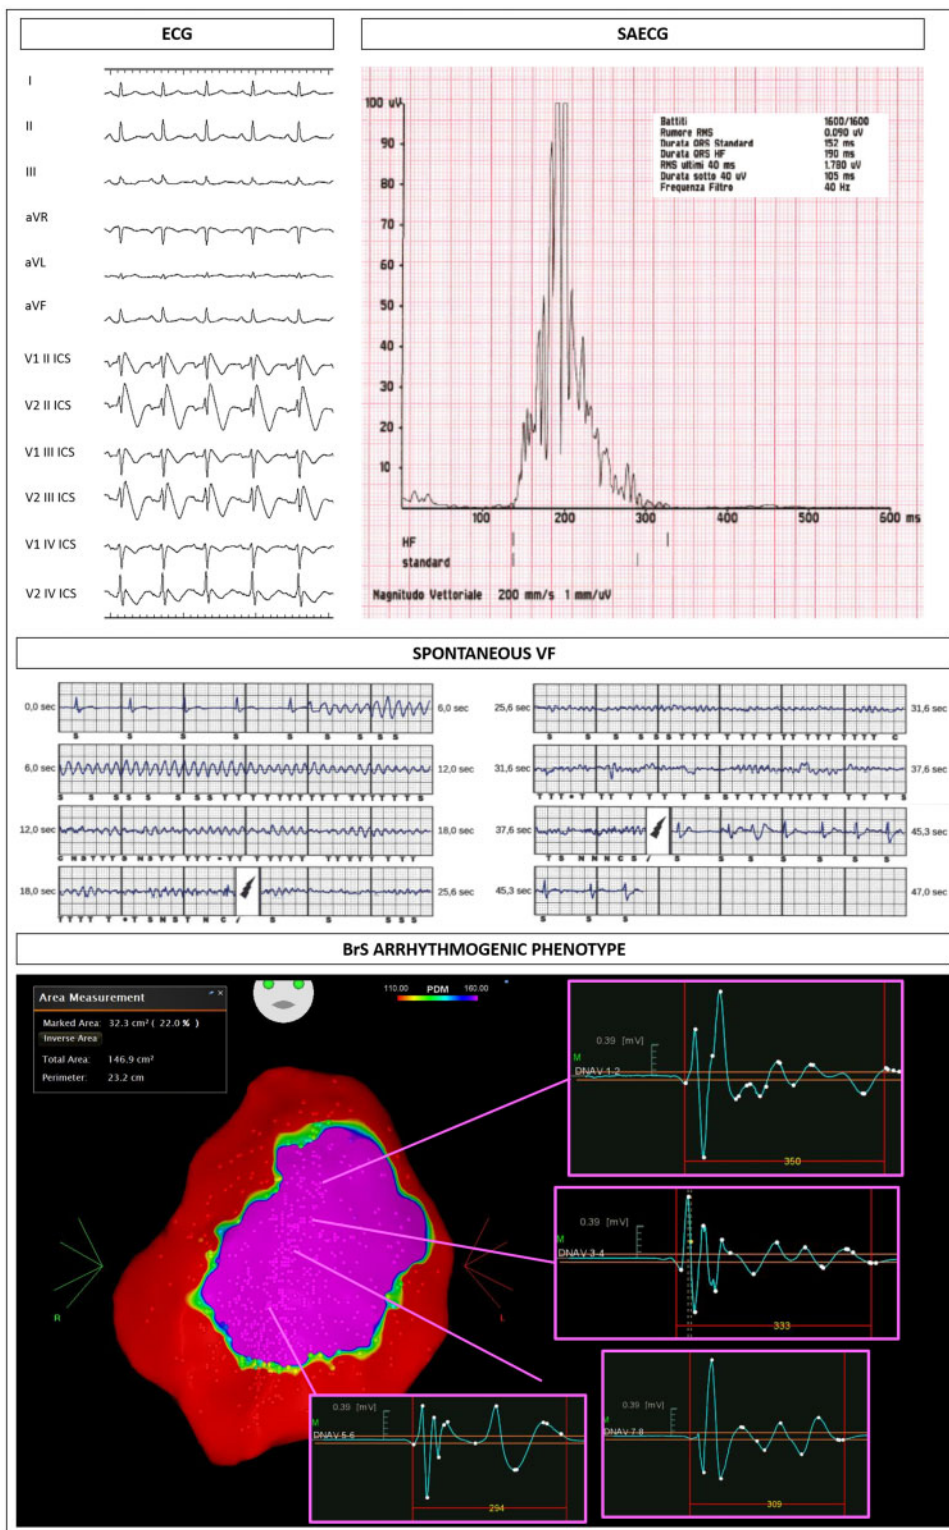 ECG
SAECG
I
II
III
aVR
aVL
aVF
V1 II ICS
V2 II ICS
V1 III ICS
V2 III ICS
V1 IV ICS
V2 IV ICS
100 uV
90
80
70
60
50
40
30
20
10
Battiti 1600/1600
Rumore RMS 0.090 uV
Durata QRS Standard 152 ms
Durata QRS HF 190 ms
RMS ultimi 40 ms 1.780 uV
Durata sotto 40 uV 105 ms
Frequenza Filtro 40 Hz
100 200 300 400 500 600 ms
HF
standard
Magnitudo Vettoriale 200 mm/s 1 mm/uV
SPONTANEOUS VF
0,0 sec 6,0 sec
6,0 sec 12,0 sec
12,0 sec 18,0 sec
18,0 sec 25,6 sec
25,6 sec 31,6 sec
31,6 sec 37,6 sec
37,6 sec 45,3 sec
45,3 sec 47,0 sec
S S S
BrS ARRHYTHMOGENIC PHENOTYPE
Area Measurement
Marked Area: 32.3 cm² ( 22.0 % )
Inverse Area
Total Area: 146.9 cm²
Perimeter: 23.2 cm
110.00 PDM 160.00
R
L
0.39 [mV]
M
DNAV-1-2
350
0.39 [mV]
M
DNAV 3-4
333
0.39 [mV]
M
DNAV 5-6
294
0.39 [mV]
M
DNAV 7-8
309